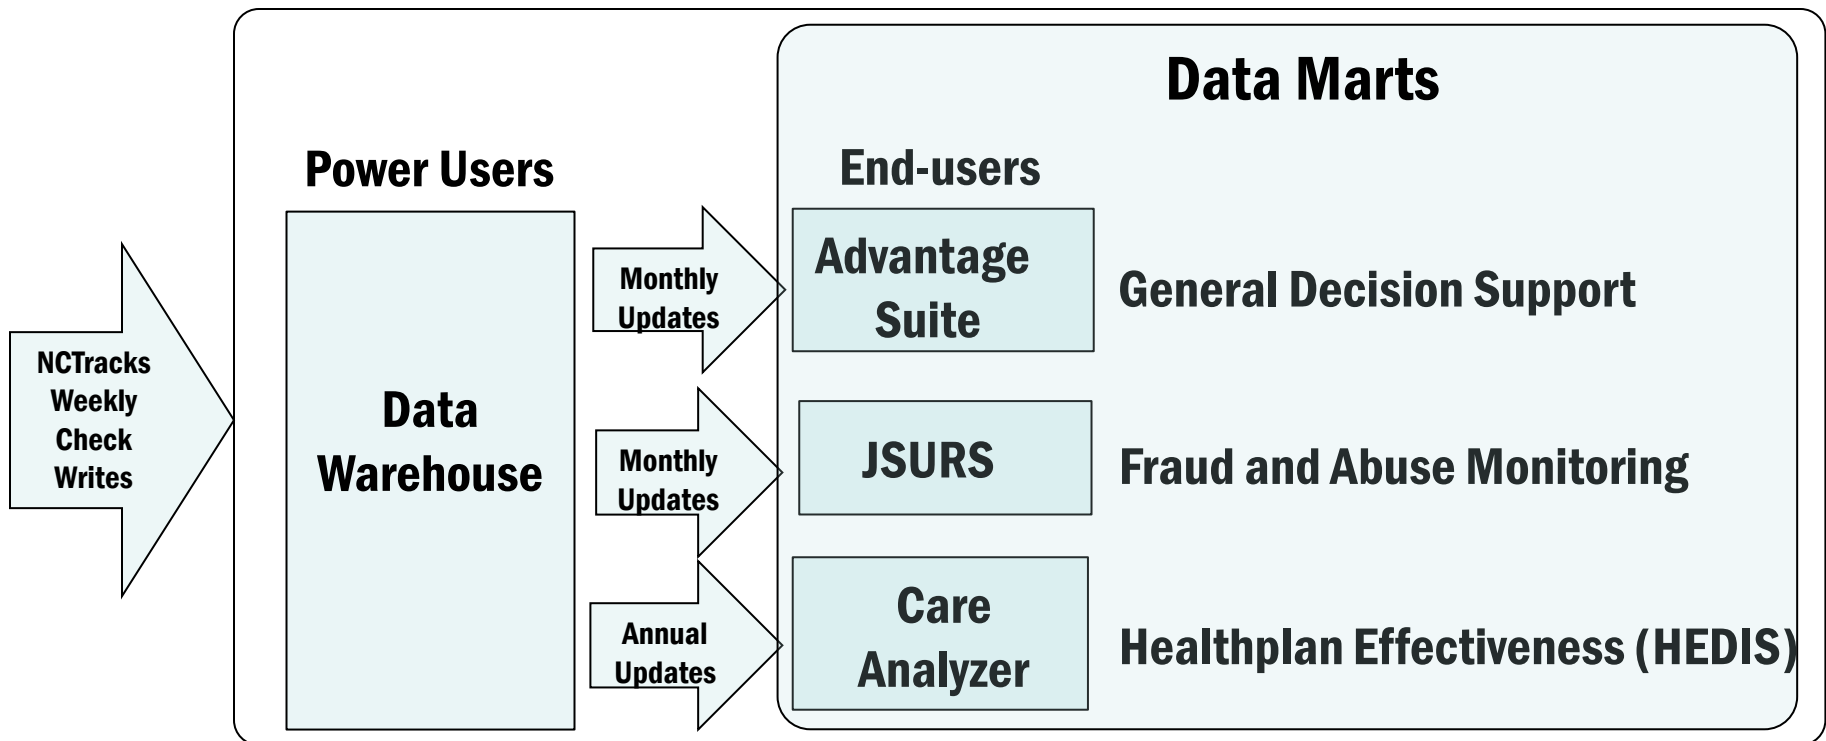 Data Marts
Power Users
End-users
NCTracks
Weekly
Check
Writes
Data
Warehouse
Monthly
Updates
Advantage
Suite
General Decision Support
Monthly
Updates
JSURS
Fraud and Abuse Monitoring
Annual
Updates
Care
Analyzer
Healthplan Effectiveness (HEDIS)